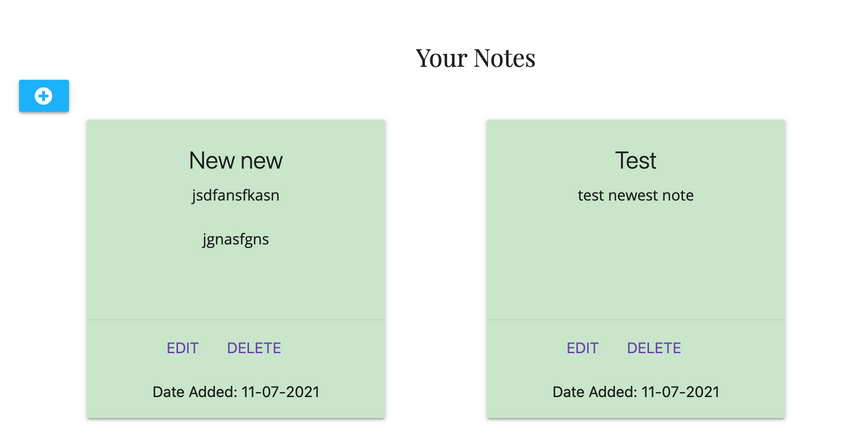 Your Notes
New new
jsdfansfkasn
jgnasfgns
EDIT DELETE
Date Added: 11-07-2021
Test
test newest note
EDIT DELETE
Date Added: 11-07-2021